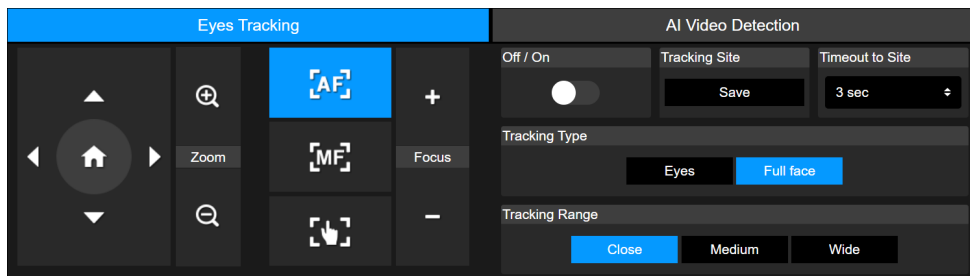 Eyes Tracking
AI Video Detection
Off / On
Tracking Site
Timeout to Site
AF
Save
3 sec
Tracking Type
Zoom
MF
Focus
Eyes
Full face
Tracking Range
Close
Medium
Wide